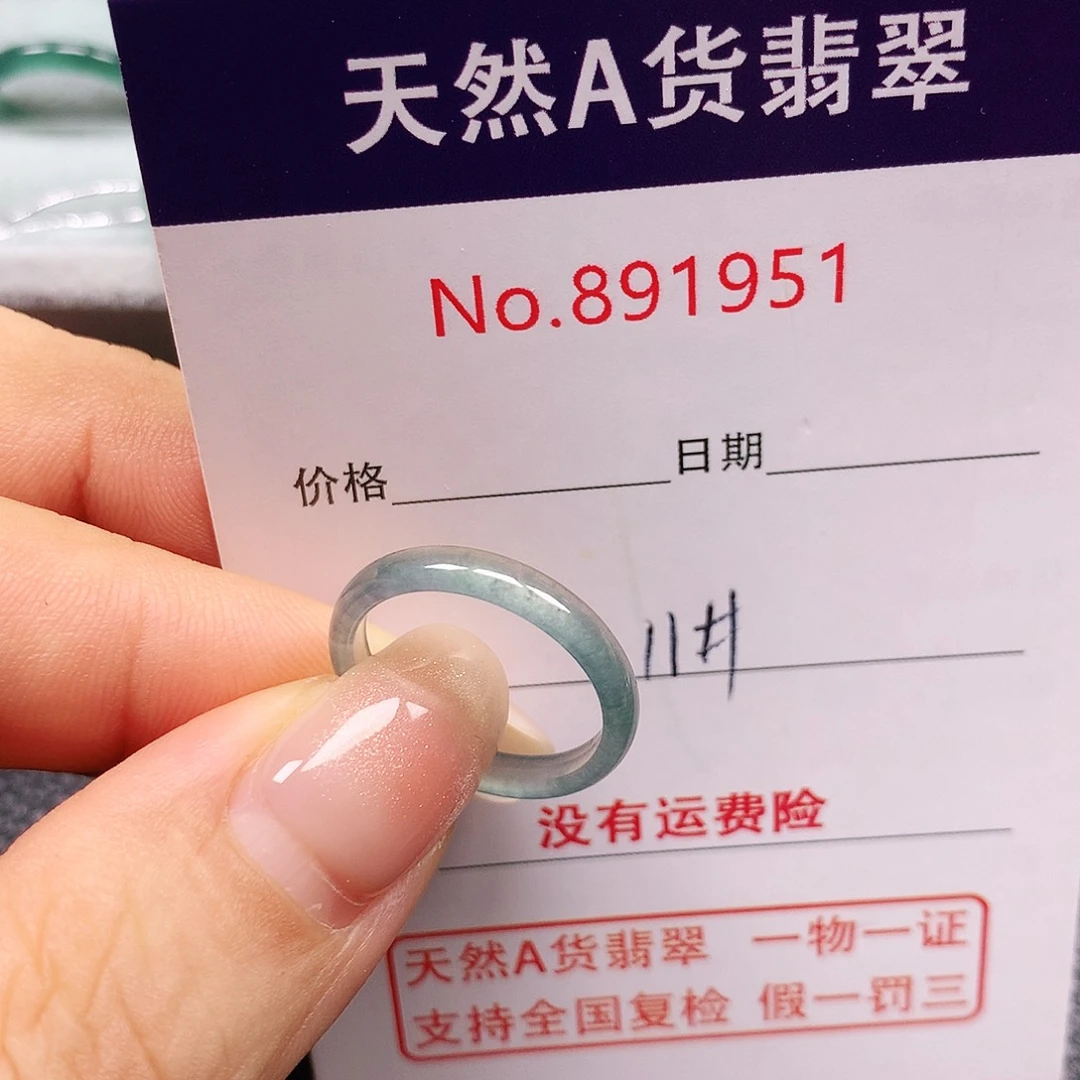 天然A货翡翠
No.891951
价格 日期
11#
没有运费险
天然A货翡翠 一物一证
支持全国复检 假一罚三